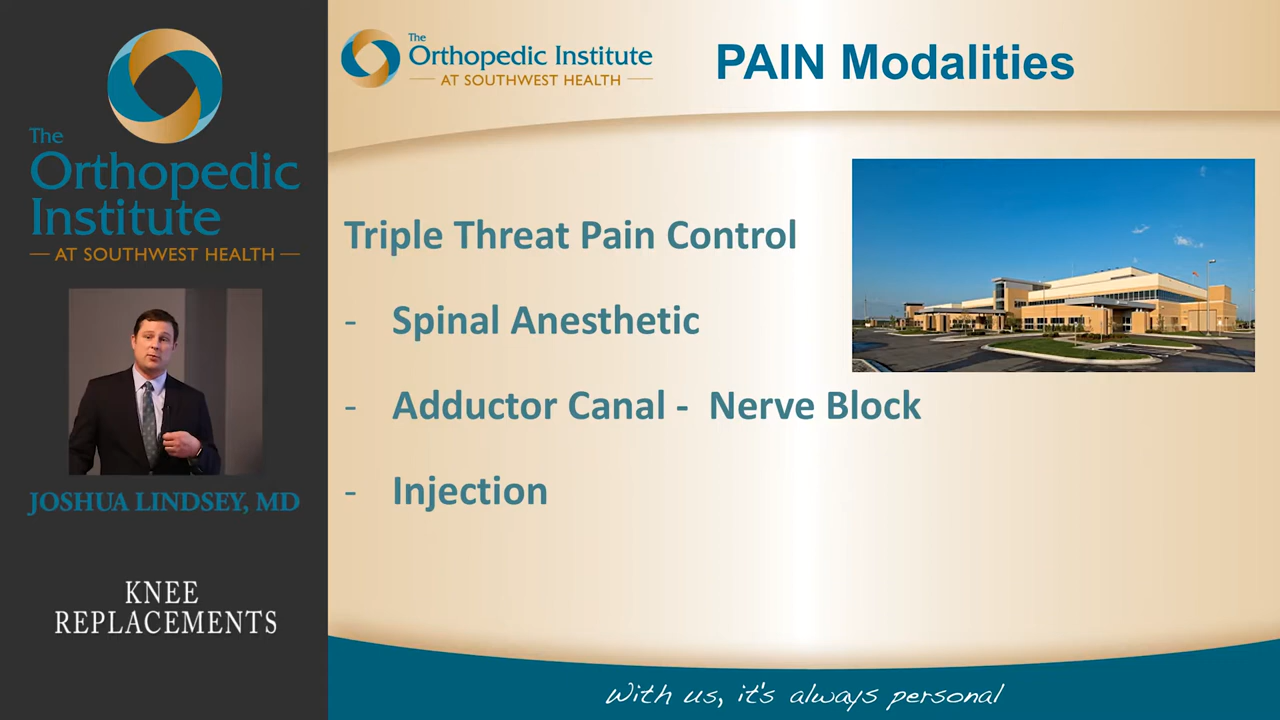 The
Orthopedic
Institute
AT SOUTHWEST HEALTH
JOSHUA LINDSEY, MD
KNEE
REPLACEMENTS
The
Orthopedic Institute
AT SOUTHWEST HEALTH
PAIN Modalities
Triple Threat Pain Control
- Spinal Anesthetic
- Adductor Canal - Nerve Block
- Injection
With us, it's always personal